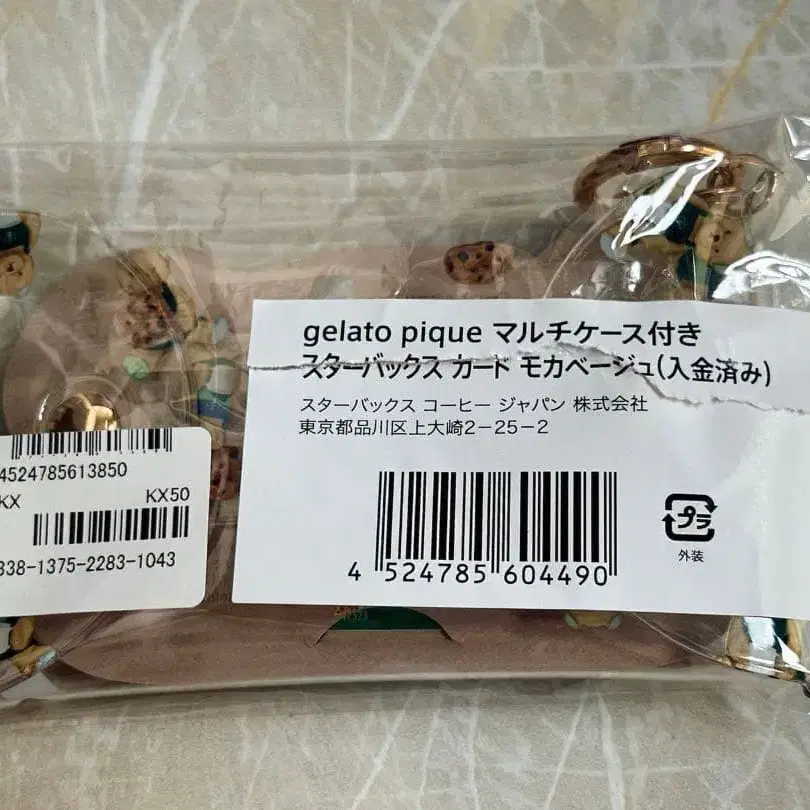 gelato pique マルチケース付き
スターバックス カード モカベージュ(入金済み)
スターバックス コーヒー ジャパン 株式会社
東京都品川区上大崎2-25-2
4 524785 604490
プラ
外装
4524785613850
KX KX50
338-1375-2283-1043